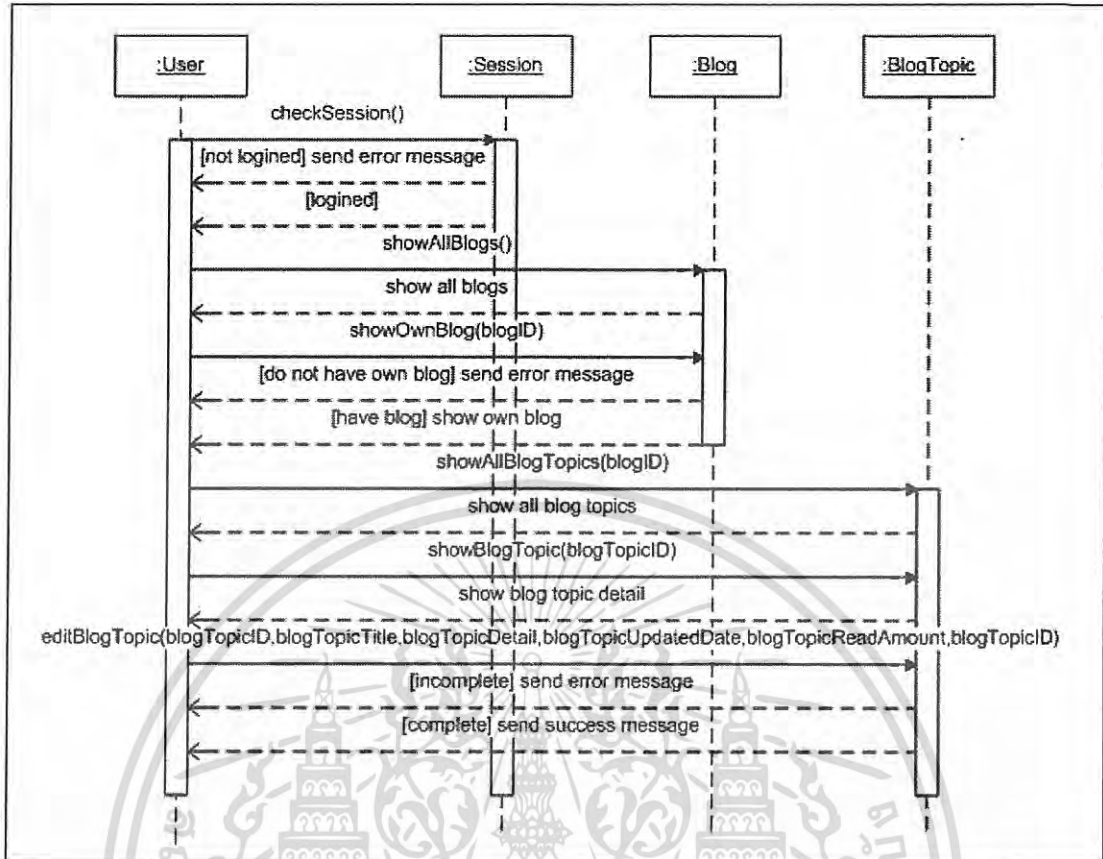 :User :Session :Blog :BlogTopic
checkSession()
[not logined] send error message
[logined]
showAllBlogs()
show all blogs
showOwnBlog(blogID)
[do not have own blog] send error message
[have blog] show own blog
showAllBlogTopics(blogID)
show all blog topics
showBlogTopic(blogTopicID)
show blog topic detail
editBlogTopic(blogTopicID,blogTopicTitle,blogTopicDetail,blogTopicUpdatedDate,blogTopicReadAmount,blogTopicID)
[incomplete] send error message
[complete] send success message